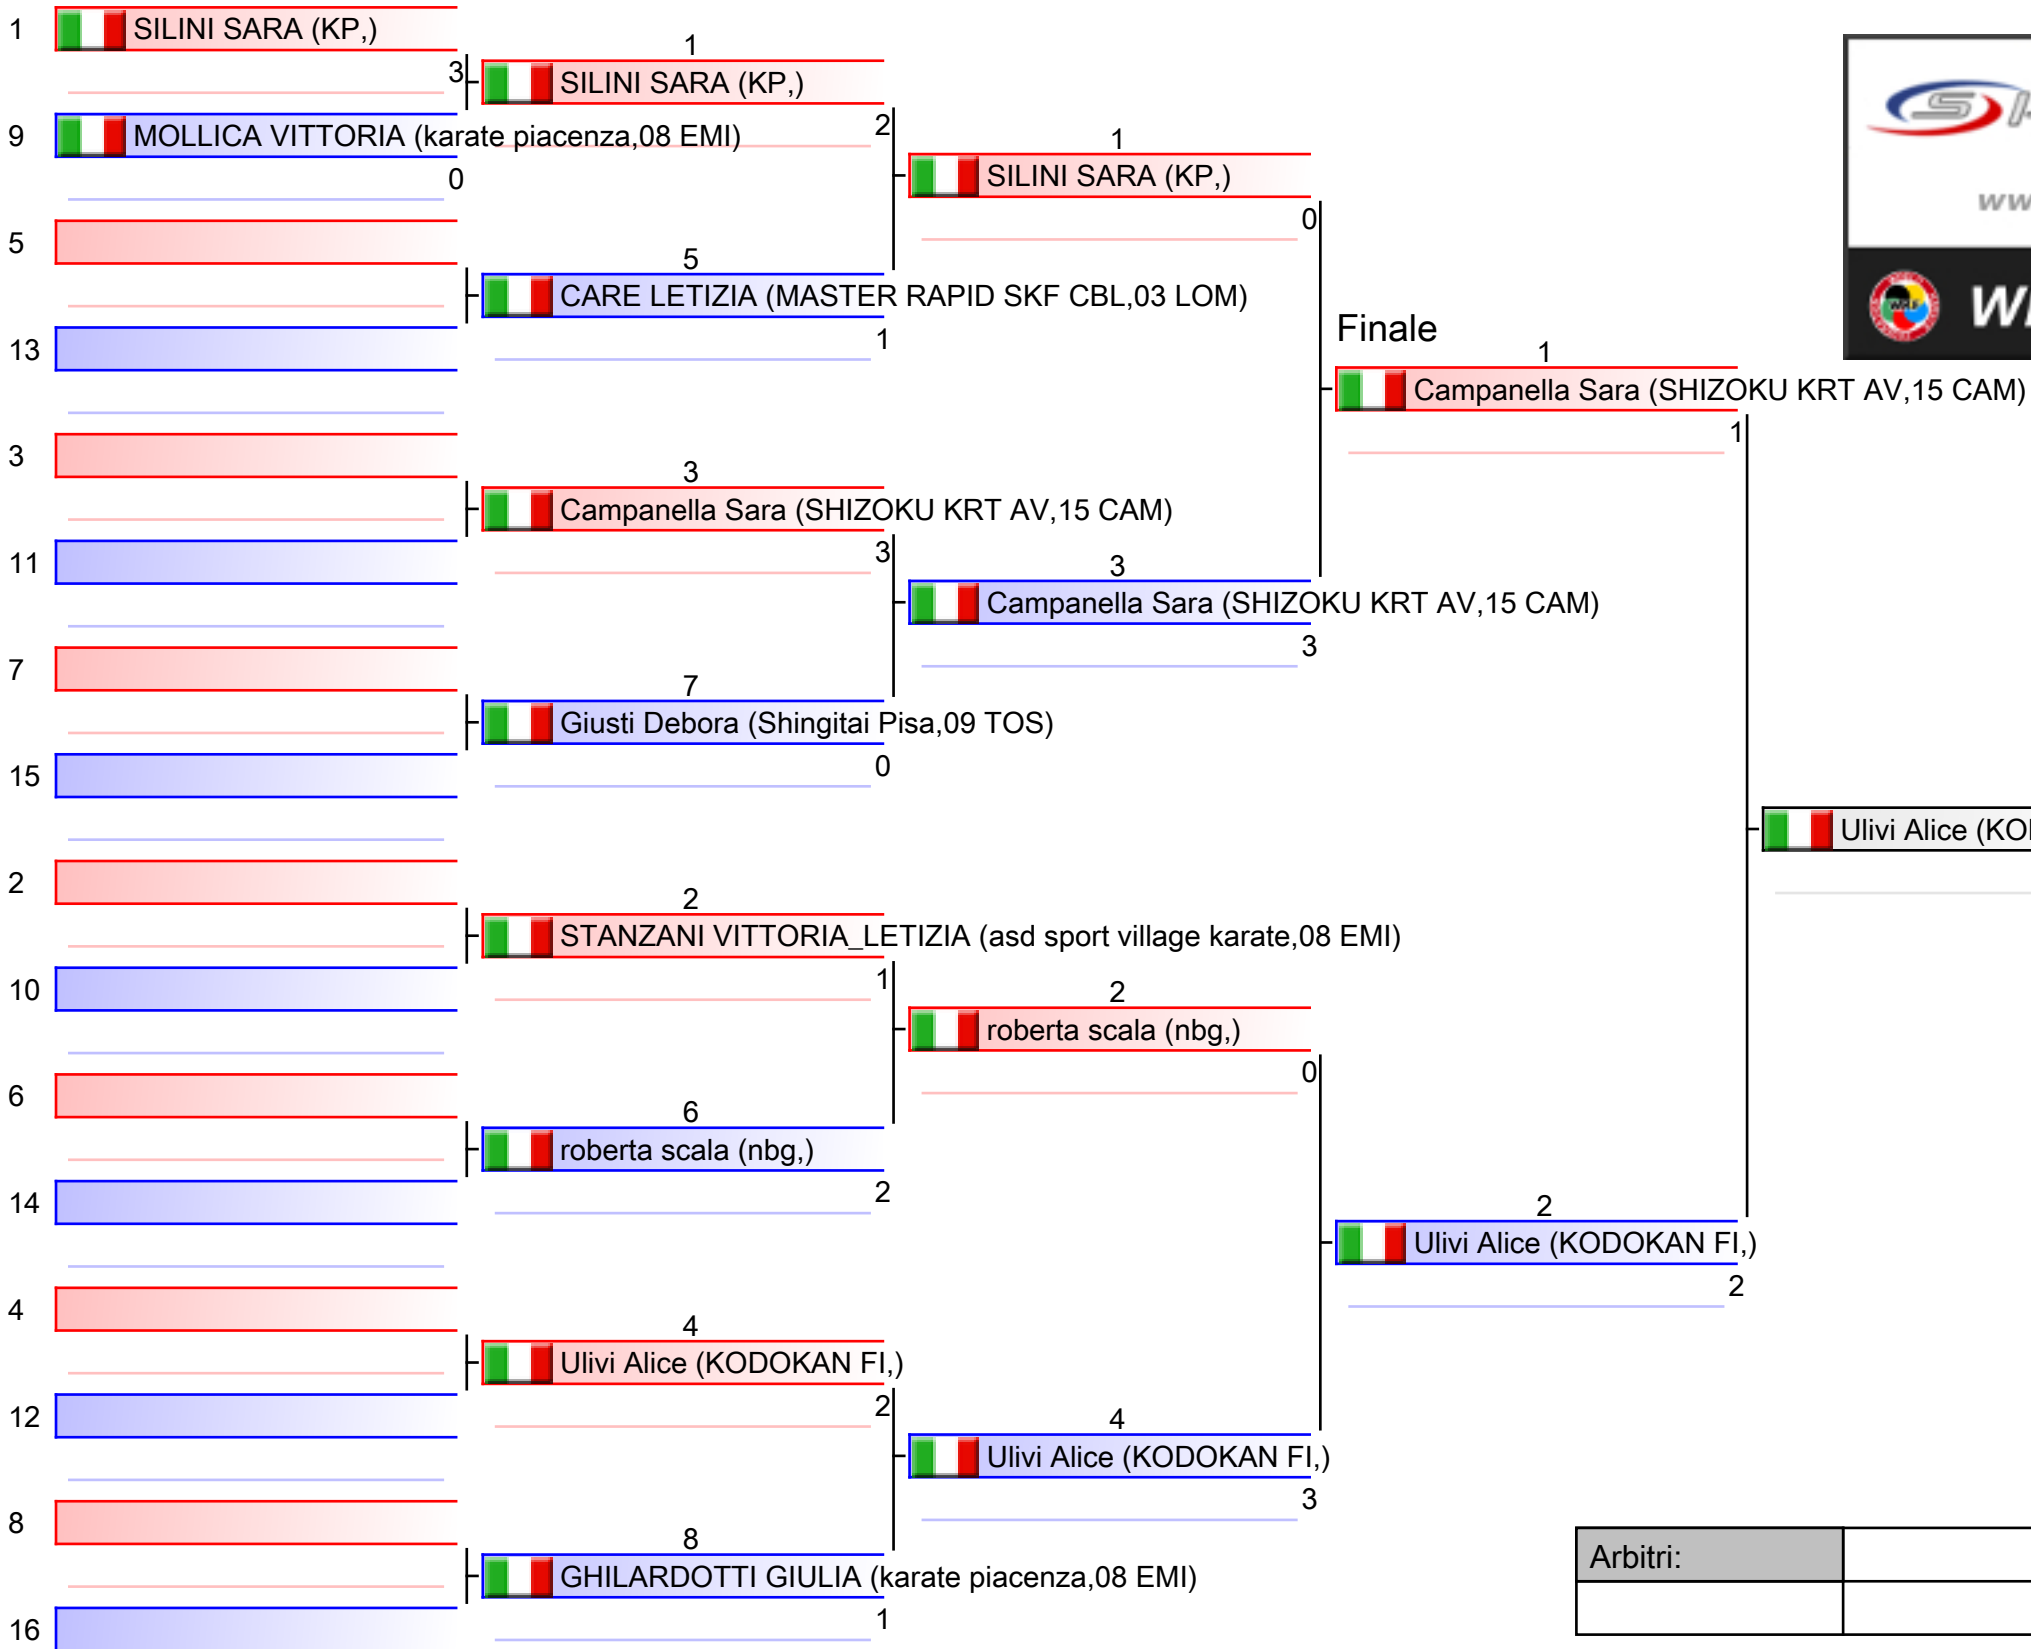 1 SILINI SARA (KP,)
3
9 MOLLICA VITTORIA (karate piacenza,08 EMI)
0
5
13
3
11
7
15
2
10
6
14
4
12
8
16
1
SILINI SARA (KP,)
2
5
CARE LETIZIA (MASTER RAPID SKF CBL,03 LOM)
1
3
Campanella Sara (SHIZOKU KRT AV,15 CAM)
3
7
Giusti Debora (Shingitai Pisa,09 TOS)
0
2
STANZANI VITTORIA_LETIZIA (asd sport village karate,08 EMI)
1
6
roberta scala (nbg,)
2
4
Ulivi Alice (KODOKAN FI,)
2
8
GHILARDOTTI GIULIA (karate piacenza,08 EMI)
1
1
SILINI SARA (KP,)
0
3
Campanella Sara (SHIZOKU KRT AV,15 CAM)
3
2
roberta scala (nbg,)
0
4
Ulivi Alice (KODOKAN FI,)
3
Finale
1
Campanella Sara (SHIZOKU KRT AV,15 CAM)
1
2
Ulivi Alice (KODOKAN FI,)
2
Ulivi Alice (KO
Arbitri: